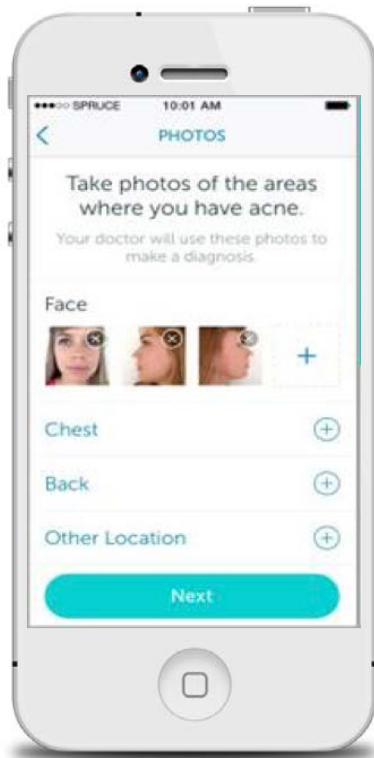 SPRUCE 10:01 AM
PHOTOS
Take photos of the areas
where you have acne.
Your doctor will use these photos to
make a diagnosis
Face
Chest
Back
Other Location
Next